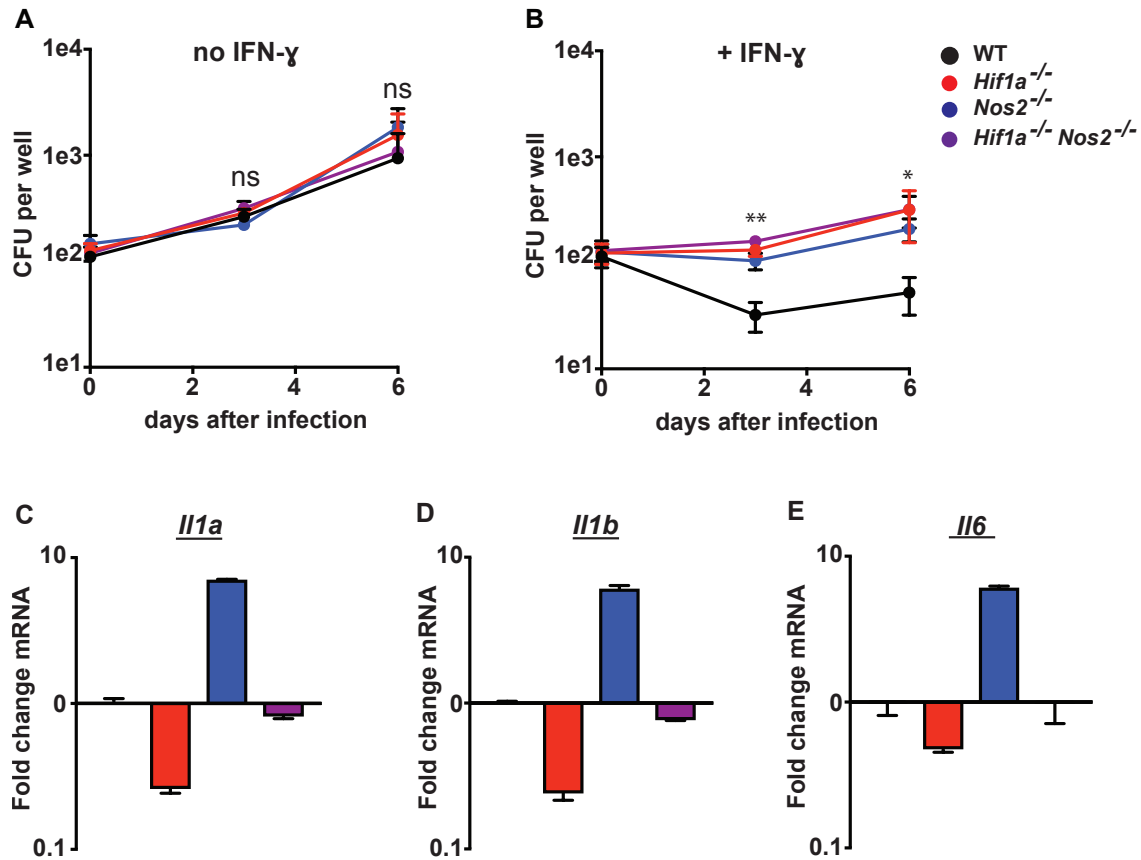 A
no IFN-ɣ
1e4
1e3
1e2
1e1
CFU per well
ns
ns
0
2
4
6
days after infection
B
+ IFN-ɣ
1e4
1e3
1e2
1e1
CFU per well
**
*
0
2
4
6
days after infection
WT
Hif1a-/-
Nos2-/-
Hif1a-/- Nos2-/-
C
Il1a
10
0
0.1
Fold change mRNA
D
Il1b
10
0
0.1
Fold change mRNA
E
Il6
10
0
0.1
Fold change mRNA